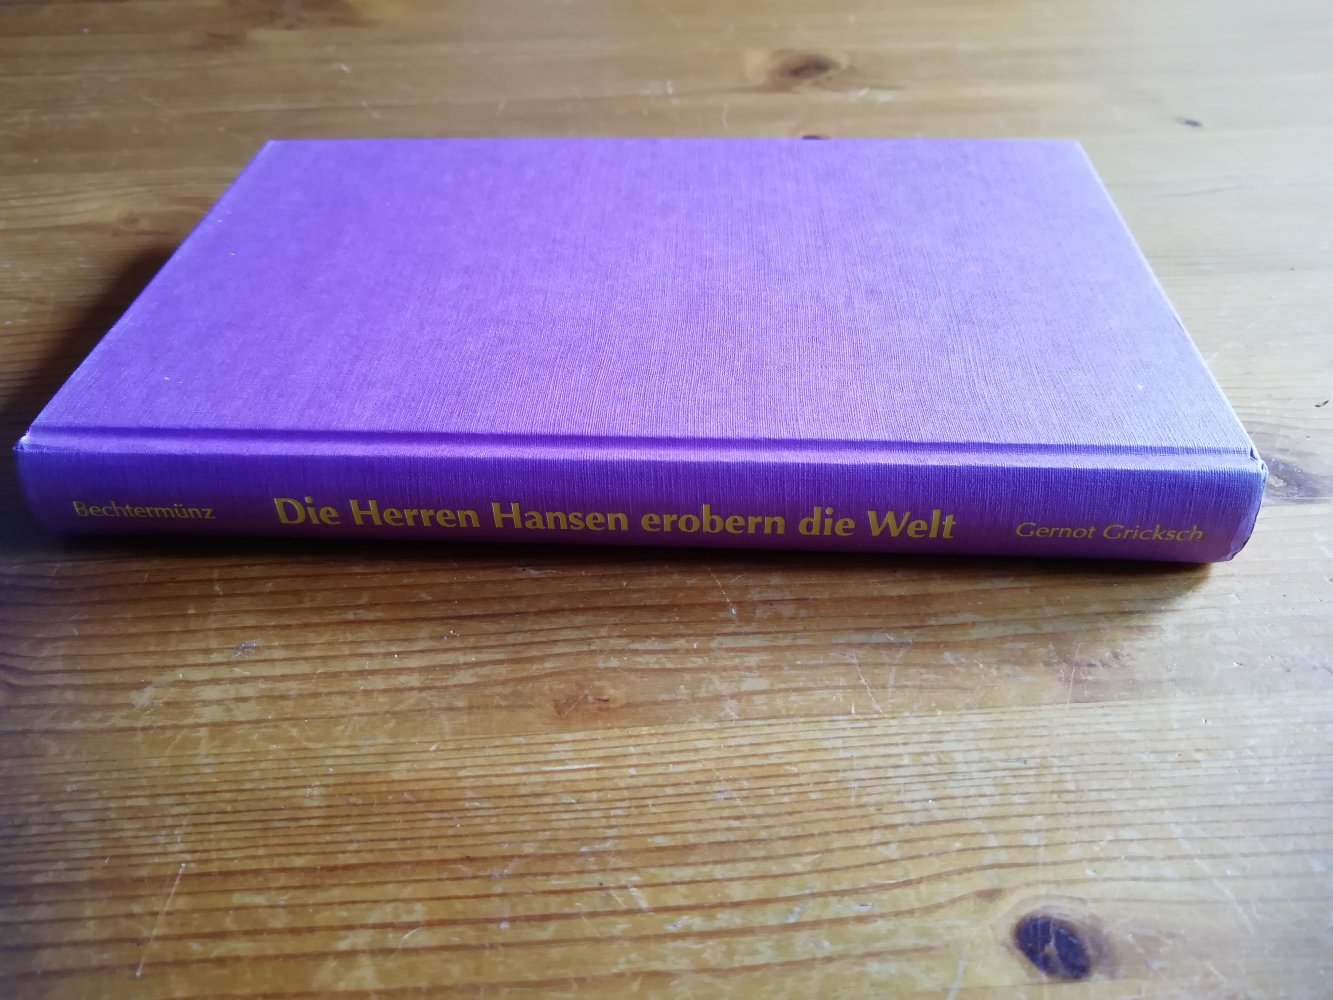 Bechtermünz Die Herren Hansen erobern die Welt Gernot Gricksch